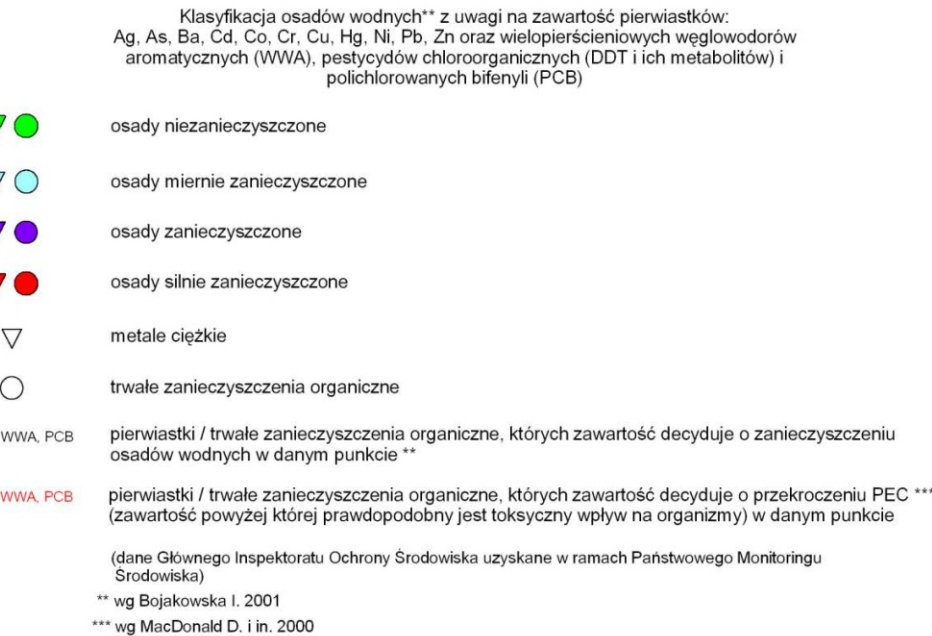 Klasyfikacja osadów wodnych** z uwagi na zawartość pierwiastków:
Ag, As, Ba, Cd, Co, Cr, Cu, Hg, Ni, Pb, Zn oraz wielopierścieniowych węglowodorów
aromatycznych (WWA), pestycydów chloroorganicznych (DDT i ich metabolitów) i
polichlorowanych bifenyli (PCB)
osady niezanieczyszczone
osady miernie zanieczyszczone
osady zanieczyszczone
osady silnie zanieczyszczone
metale ciężkie
trwałe zanieczyszczenia organiczne
WWA, PCB pierwiastki / trwałe zanieczyszczenia organiczne, których zawartość decyduje o zanieczyszczeniu
osadów wodnych w danym punkcie **
WWA, PCB pierwiastki / trwałe zanieczyszczenia organiczne, których zawartość decyduje o przekroczeniu PEC ***
(zawartość powyżej której prawdopodobny jest toksyczny wpływ na organizmy) w danym punkcie
(dane Głównego Inspektoratu Ochrony Środowiska uzyskane w ramach Państwowego Monitoringu
Środowiska)
** wg Bojakowska I. 2001
*** wg MacDonald D. i in. 2000